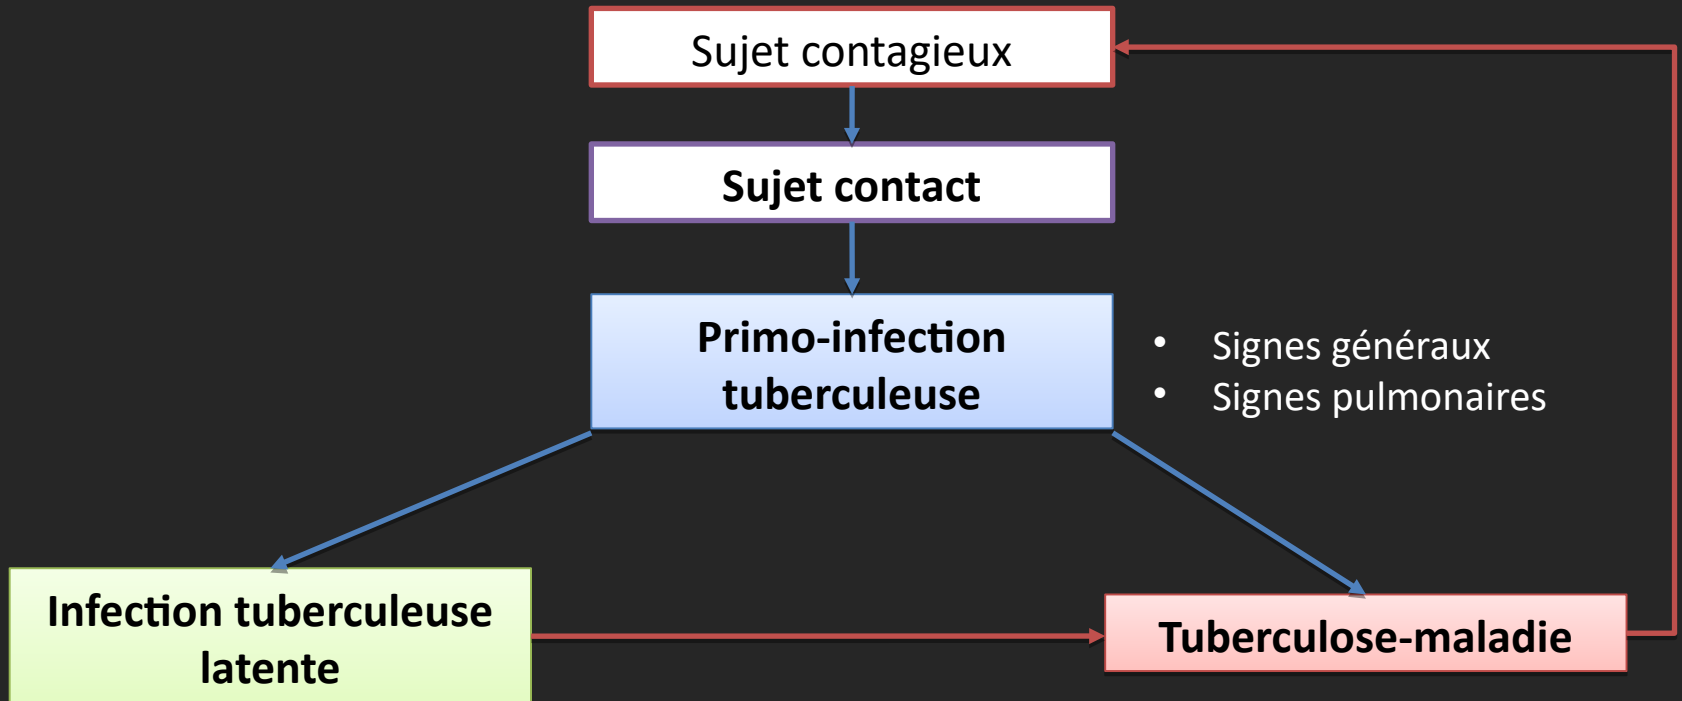 Sujet contagieux
Sujet contact
Primo-infection
tuberculeuse
• Signes généraux
• Signes pulmonaires
Infection tuberculeuse
latente
Tuberculose-maladie